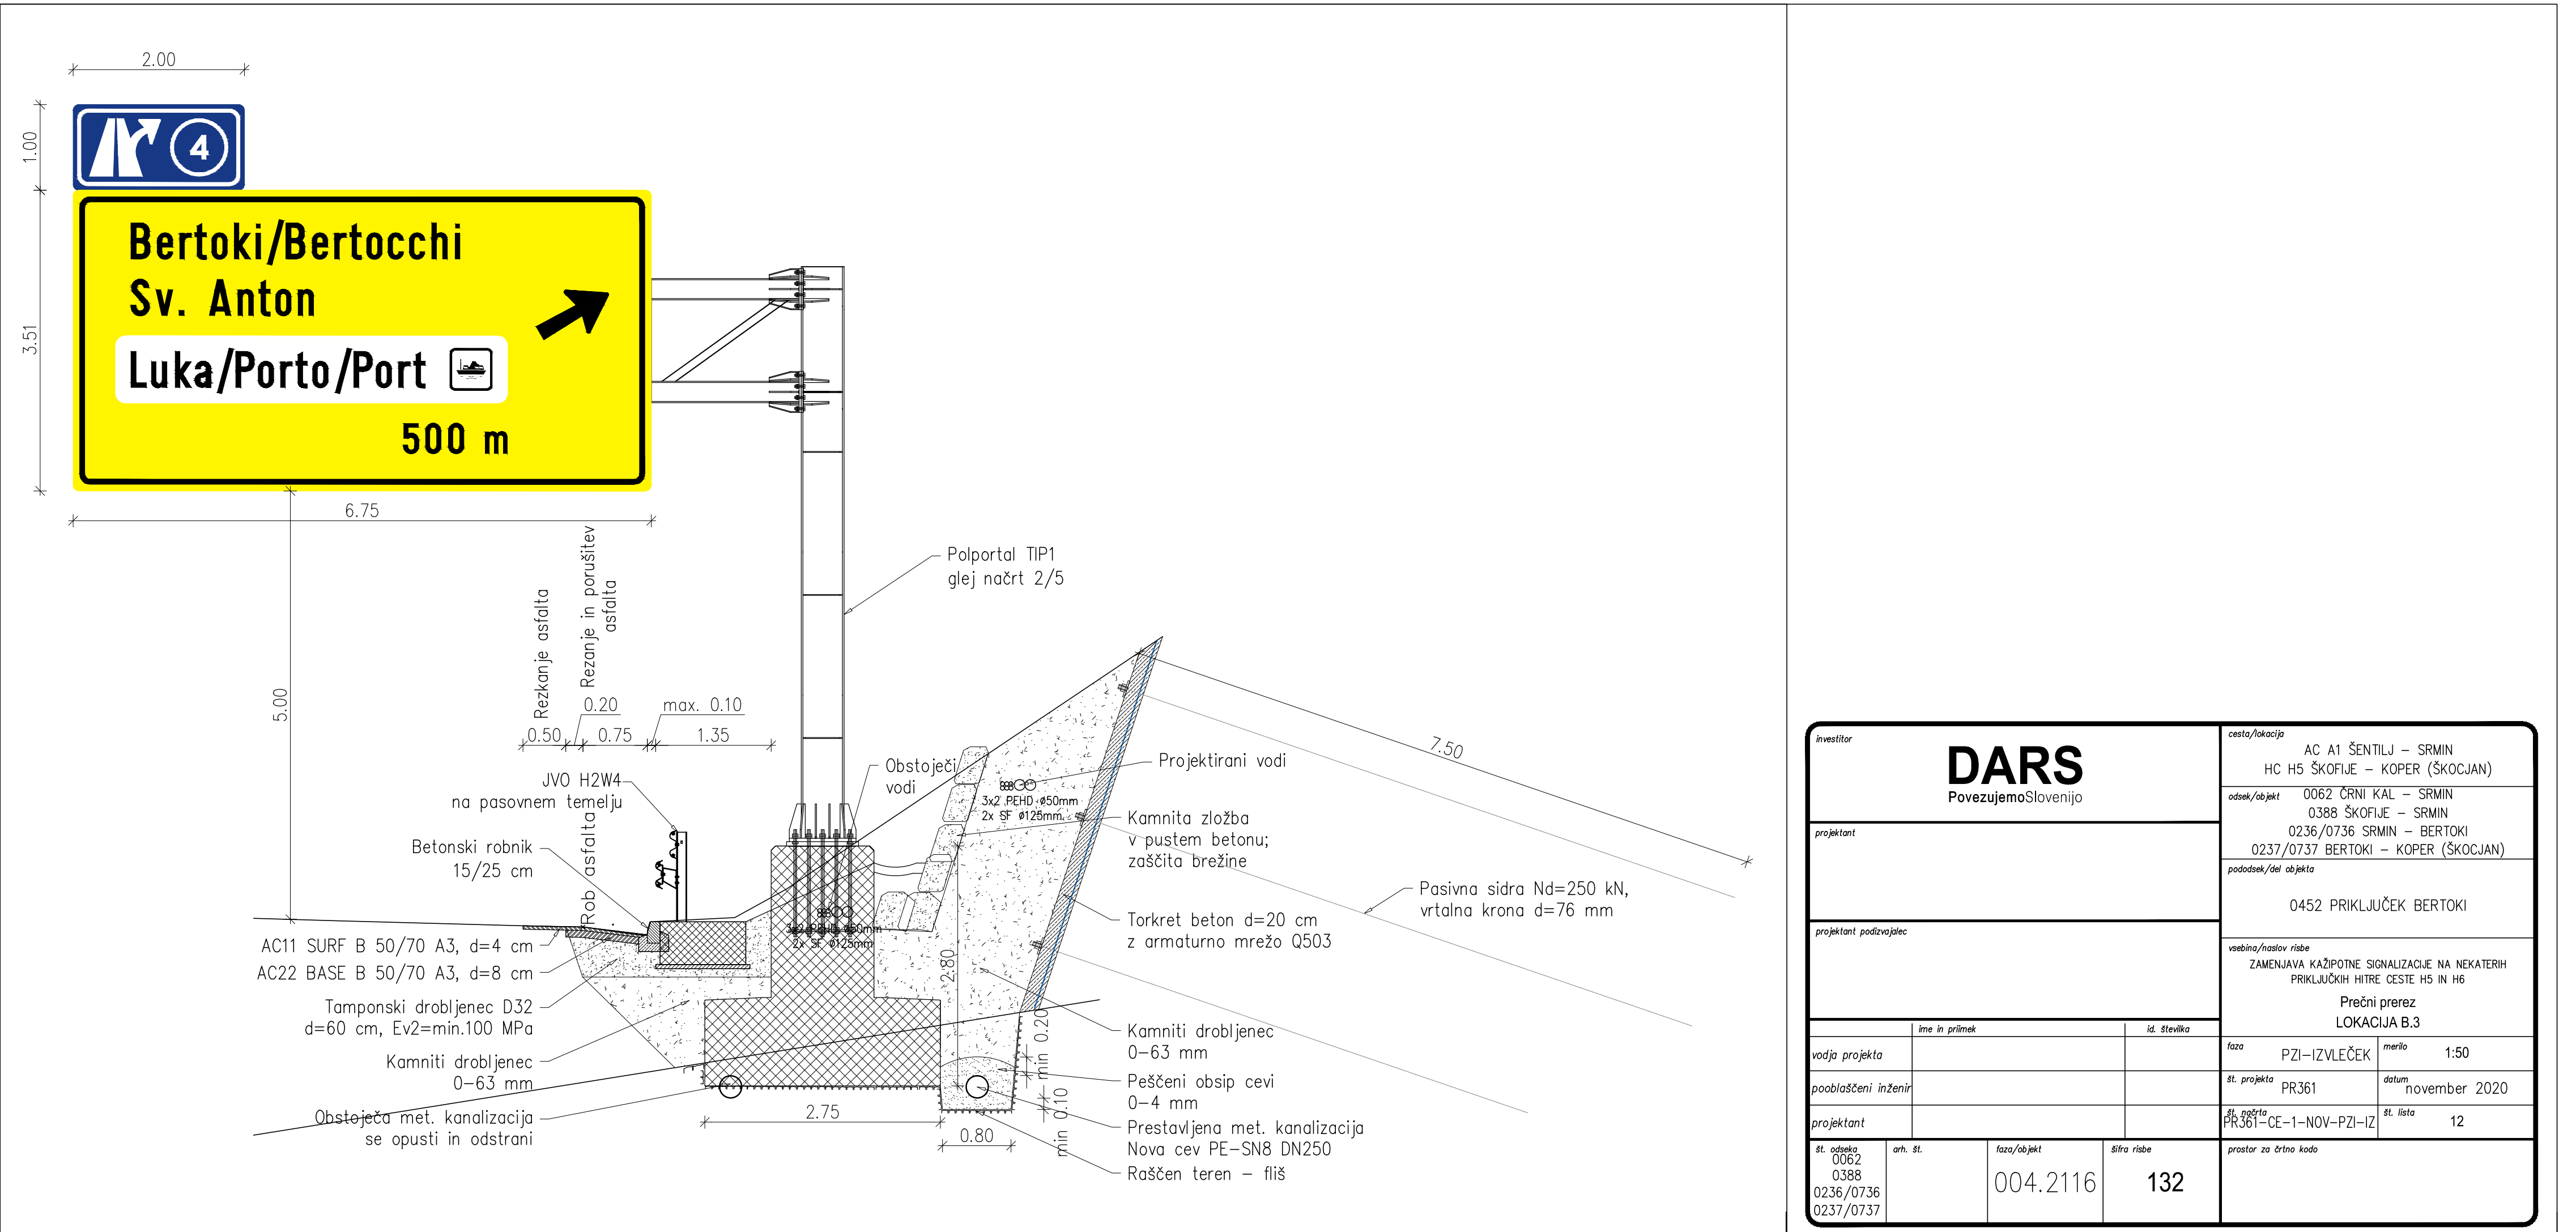 2.00
1.00
4
3.51
Bertoki/Bertocchi
Sv. Anton
Luka/Porto/Port
500 m
6.75
5.00
Rezkanje asfalta
Rezanje in porušitev
asfalta
0.20
max. 0.10
0.50
0.75
1.35
Polportal TIP1
glej načrt 2/5
JVO H2W4
na pasovnem temelju
Betonski robnik
15/25 cm
Rob asfalta
AC11 SURF B 50/70 A3, d=4 cm
AC22 BASE B 50/70 A3, d=8 cm
Tamponski drobljenec D32
d=60 cm, Ev2=min.100 MPa
Kamniti drobljenec
0-63 mm
Obstoječa met. kanalizacija
se opusti in odstrani
Obstoječi
vodi
3x2 PEHD ø50mm
2x SF ø125mm
Projektirani vodi
3x2 PEHD ø50mm
2x SF ø125mm
Kamnita zložba
v pustem betonu;
zaščita brežine
Torkret beton d=20 cm
z armaturno mrežo Q503
7.50
Pasivna sidra Nd=250 kN,
vrtalna krona d=76 mm
2.80
Kamniti drobljenec
0-63 mm
Peščeni obsip cevi
0-4 mm
Prestavljena met. kanalizacija
Nova cev PE-SN8 DN250
Raščen teren - fliš
min 0.20
min 0.10
2.75
0.80
investitor
DARS
PovezujemoSlovenijo
projektant
projektant podizvajalec
ime in priimek
id. številka
vodja projekta
pooblaščeni inženir
projektant
št. odseka
0062
0388
0236/0736
0237/0737
arh. št.
faza/objekt
004.2116
šifra risbe
132
cesta/lokacija
AC A1 ŠENTILJ - SRMIN
HC H5 ŠKOFIJE - KOPER (ŠKOCJAN)
odsek/objekt
0062 ČRNI KAL - SRMIN
0388 ŠKOFIJE - SRMIN
0236/0736 SRMIN - BERTOKI
0237/0737 BERTOKI - KOPER (ŠKOCJAN)
pododsek/del objekta
0452 PRIKLJUČEK BERTOKI
vsebina/naslov risbe
ZAMENJAVA KAŽIPOTNE SIGNALIZACIJE NA NEKATERIH
PRIKLJUČKIH HITRE CESTE H5 IN H6
Prečni prerez
LOKACIJA B.3
faza
PZI-IZVLEČEK
merilo
1:50
št. projekta
PR361
datum
november 2020
št. načrta
PR361-CE-1-NOV-PZI-IZ
št. lista
12
prostor za črtno kodo